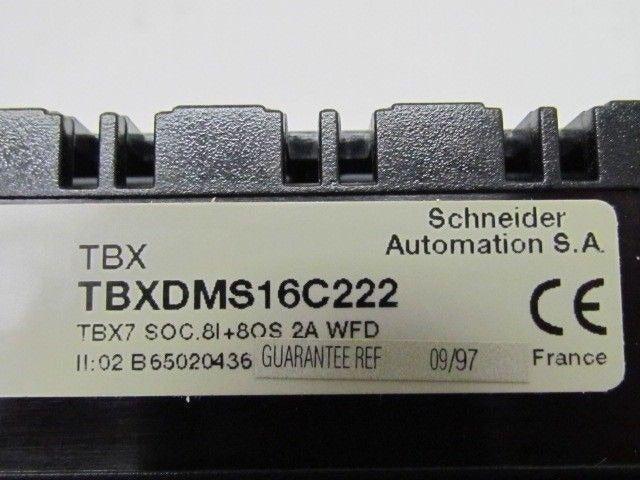 Schneider
Automation S.A.
TBX
TBXDMS16C222
CE
TBX7 SOC.8I+8OS 2A WFD
II:02 B65020436 GUARANTEE REF 09/97 France